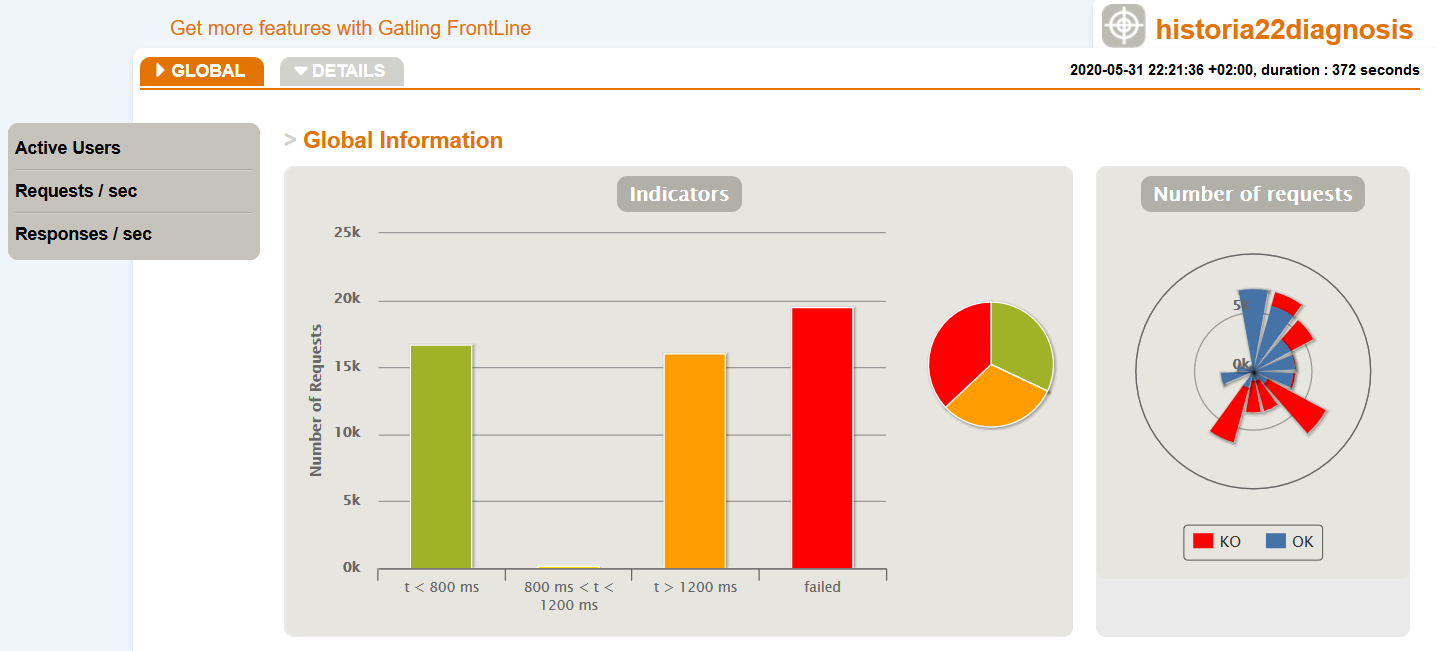 Get more features with Gatling FrontLine
historia22diagnosis
GLOBAL
DETAILS
2020-05-31 22:21:36 +02:00, duration : 372 seconds
Active Users
Requests / sec
Responses / sec
> Global Information
Indicators
25k
20k
15k
10k
5k
0k
Number of Requests
t < 800 ms
800 ms < t <
1200 ms
t > 1200 ms
failed
Number of requests
5k
0k
KO
OK